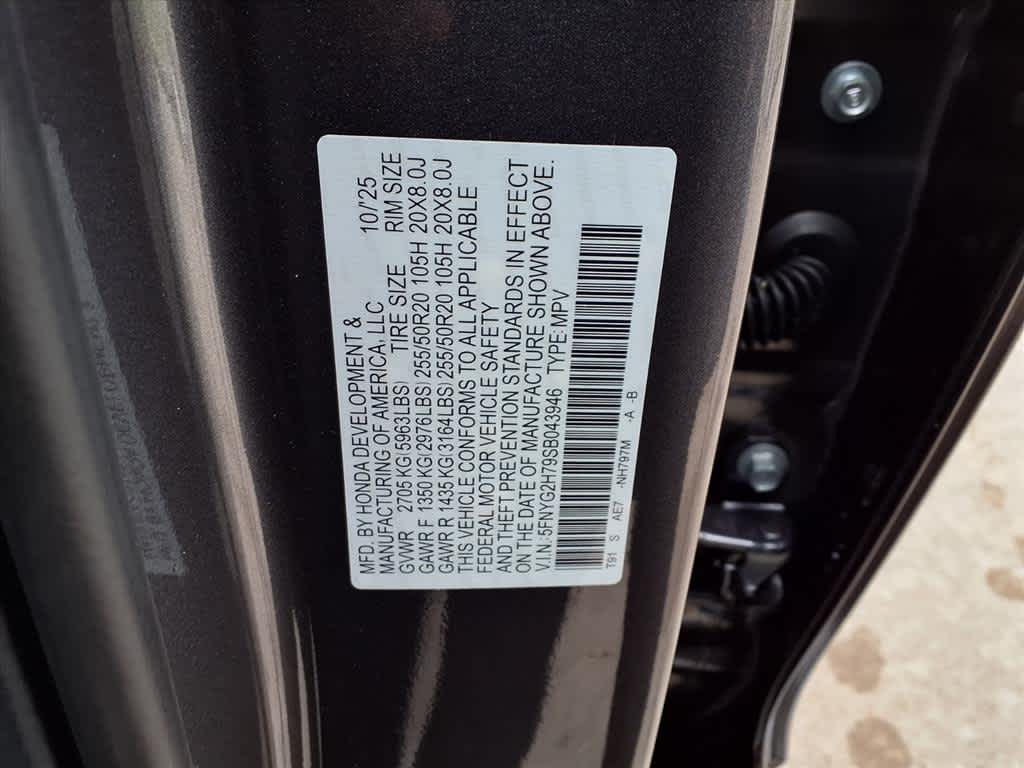 MFD. BY HONDA DEVELOPMENT &
MANUFACTURING OF AMERICA, LLC 10/'25
GVWR 2705 KG(5963LBS) TIRE SIZE RIM SIZE
GAWR F 1350 KG(2976LBS) 255/50R20 105H 20X8.0J
GAWR R 1435 KG(3164LBS) 255/50R20 105H 20X8.0J
THIS VEHICLE CONFORMS TO ALL APPLICABLE
FEDERAL MOTOR VEHICLE SAFETY
AND THEFT PREVENTION STANDARDS IN EFFECT
ON THE DATE OF MANUFACTURE SHOWN ABOVE.
V.I.N.: 5FNYG2H79SB043946 TYPE: MPV
T91 S AE7 -NH797M -A -B